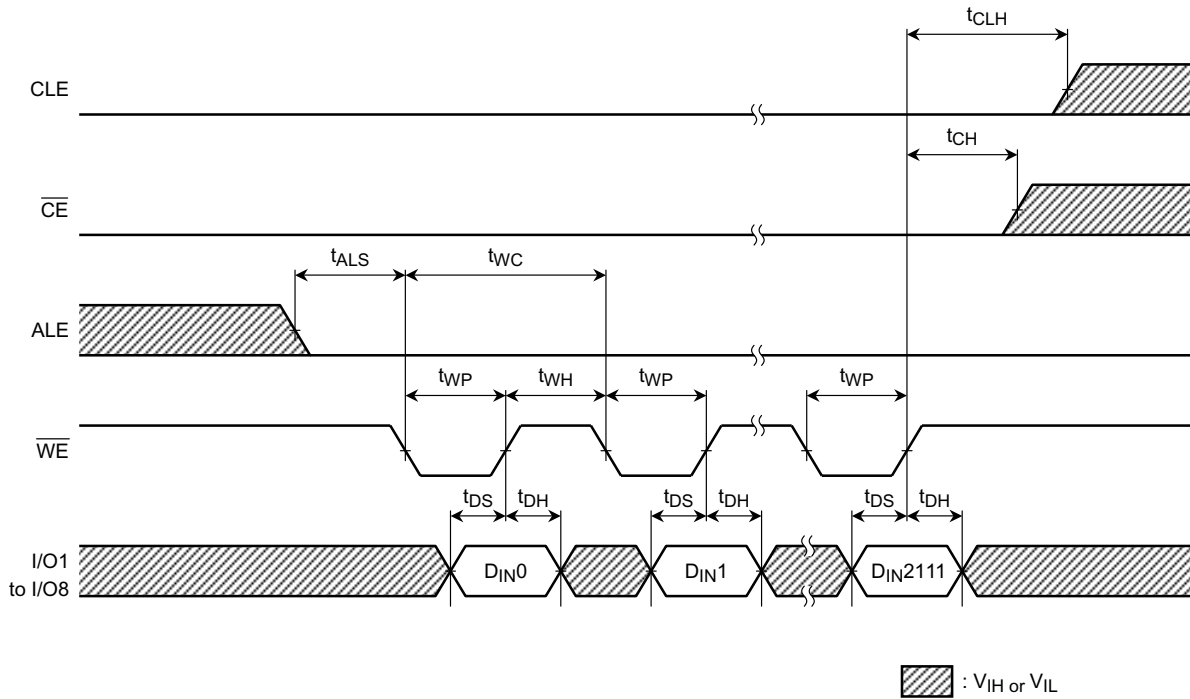 tCLH
CLE
tCH
CE
tALS tWC
ALE
tWP tWH tWP tWP
WE
tDS tDH tDS tDH tDS tDH
I/O1
to I/O8
DIN0 DIN1 DIN2111
: VIH or VIL